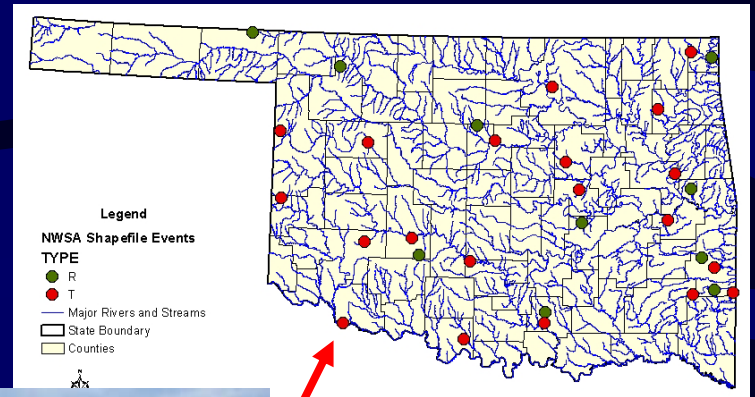 Legend
NWSA Shapefile Events
TYPE
R
T
Major Rivers and Streams
State Boundary
Counties